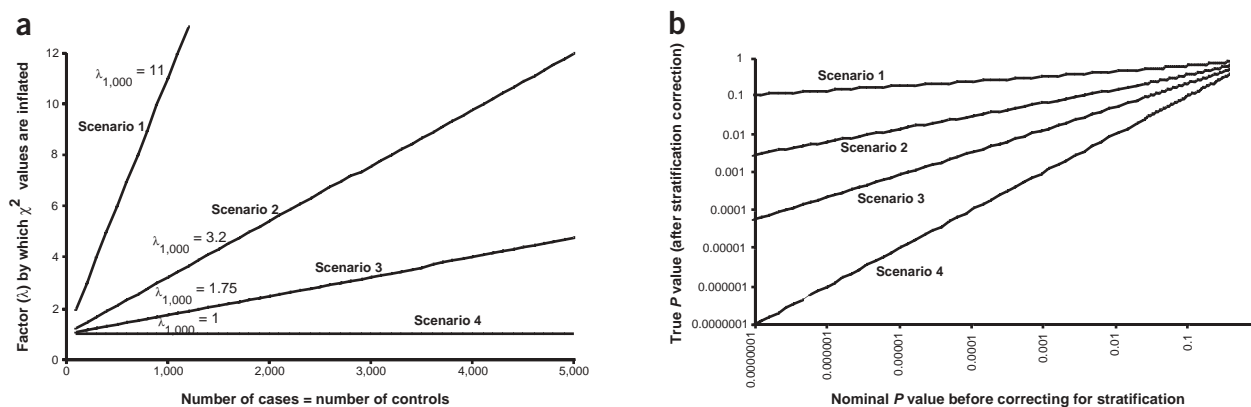 a
12
10
8
6
4
2
0
0
1,000
2,000
3,000
4,000
5,000
Factor (λ) by which χ² values are inflated
Number of cases = number of controls
λ1,000 = 11
Scenario 1
Scenario 2
λ1,000 = 3.2
Scenario 3
λ1,000 = 1.75
λ1,000 = 1
Scenario 4
b
1
0.1
0.01
0.001
0.0001
0.00001
0.000001
0.0000001
True P value (after stratification correction)
Scenario 1
Scenario 2
Scenario 3
Scenario 4
0.0000001
0.000001
0.00001
0.0001
0.001
0.01
0.1
Nominal P value before correcting for stratification